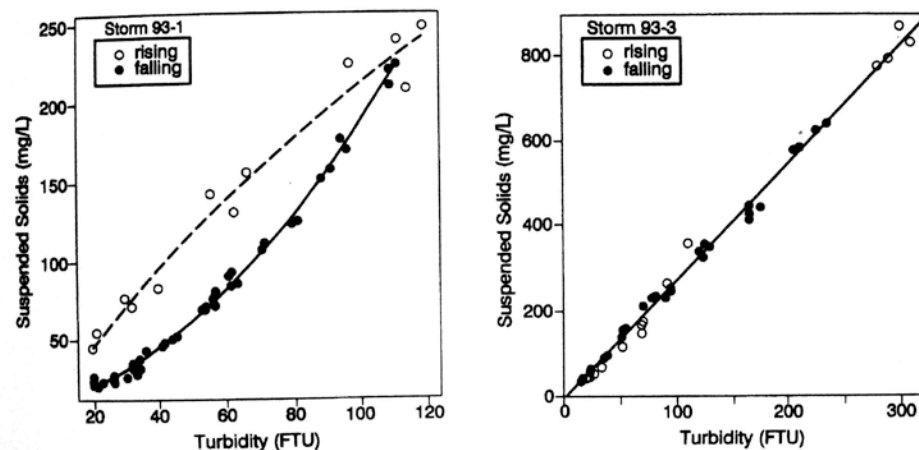 Storm 93-1
rising
falling
250
200
150
100
50
20
40
60
80
100
120
Suspended Solids (mg/L)
Turbidity (FTU)
Storm 93-3
rising
falling
800
600
400
200
0
0
100
200
300
Suspended Solids (mg/L)
Turbidity (FTU)